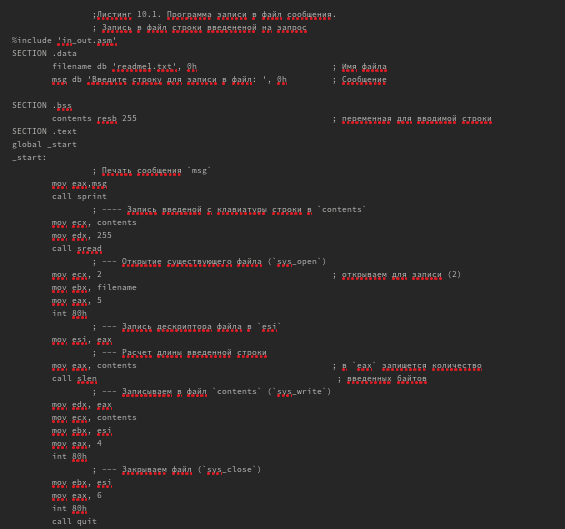 ;Листинг 10.1. Программа записи в файл сообщения.
; Запись в файл строки введененой на запрос
%include 'in_out.asm'
SECTION .data
filename db 'readme1.txt', 0h ; Имя файла
msg db 'Введите строку для записи в файл: ', 0h ; Сообщение
SECTION .bss
contents resb 255 ; переменная для вводимой строки
SECTION .text
global _start
_start:
; Печать сообщения `msg`
mov eax,msg
call sprint
; ---- Запись введеной с клавиатуры строки в `contents`
mov ecx, contents
mov edx, 255
call sread
; --- Открытие существующего файла (`sys_open`)
mov ecx, 2 ; открываем для записи (2)
mov ebx, filename
mov eax, 5
int 80h
; --- Запись дескриптора файла в `esi`
mov esi, eax
; --- Расчет длины введенной строки
mov eax, contents ; в `eax` запишется количество
call slen ; введенных байтов
; --- Записываем в файл `contents` (`sys_write`)
mov edx, eax
mov ecx, contents
mov ebx, esi
mov eax, 4
int 80h
; --- Закрываем файл (`sys_close`)
mov ebx, esi
mov eax, 6
int 80h
call quit